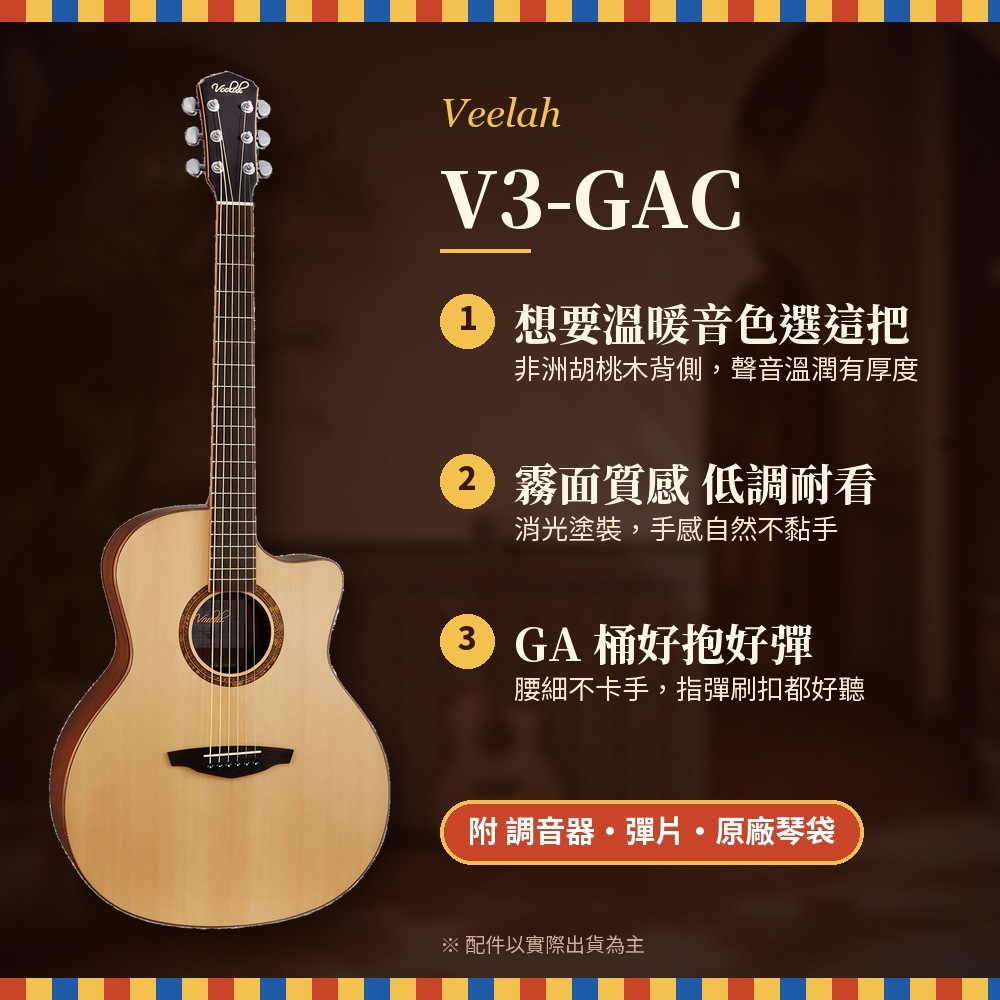 Veelah
Veelah
Veelah
V3-GAC
1
想要溫暖音色選這把
非洲胡桃木背側，聲音溫潤有厚度
2
霧面質感 低調耐看
消光塗裝，手感自然不黏手
3
GA 桶好抱好彈
腰細不卡手，指彈刷扣都好聽
附 調音器・彈片・原廠琴袋
※ 配件以實際出貨為主